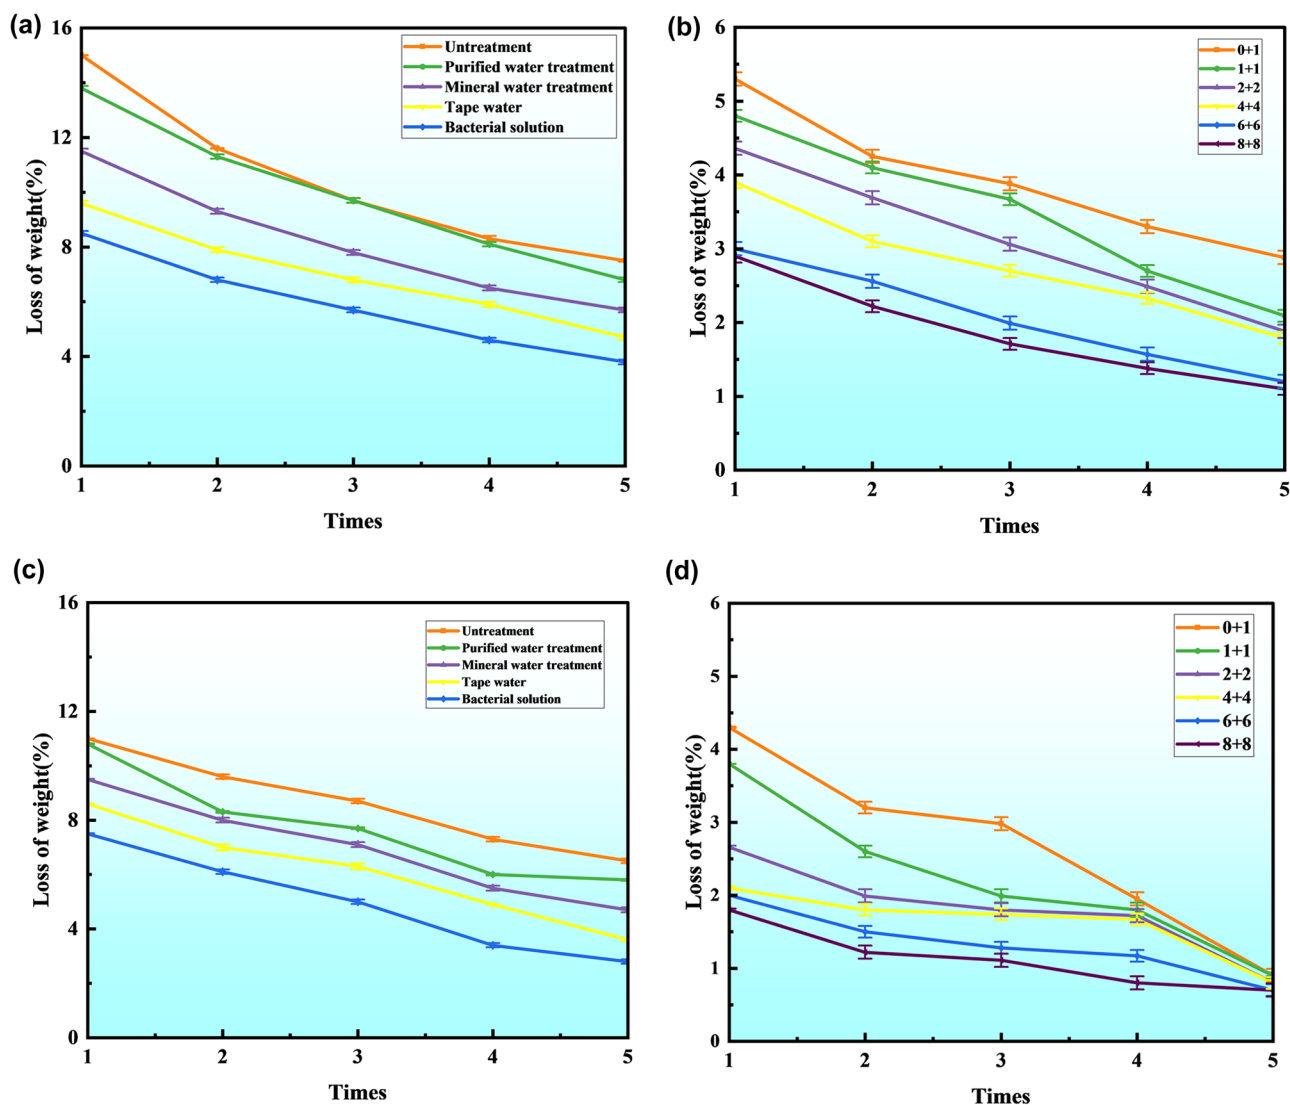 (a)
16
12
8
4
0
Loss of weight(%)
Untreatment
Purified water treatment
Mineral water treatment
Tape water
Bacterial solution
1 2 3 4 5
Times
(b)
6
5
4
3
2
1
0
Loss of weight(%)
0+1
1+1
2+2
4+4
6+6
8+8
1 2 3 4 5
Times
(c)
16
12
8
4
0
Loss of weight(%)
Untreatment
Purified water treatment
Mineral water treatment
Tape water
Bacterial solution
1 2 3 4 5
Times
(d)
6
5
4
3
2
1
0
Loss of weight(%)
0+1
1+1
2+2
4+4
6+6
8+8
1 2 3 4 5
Times